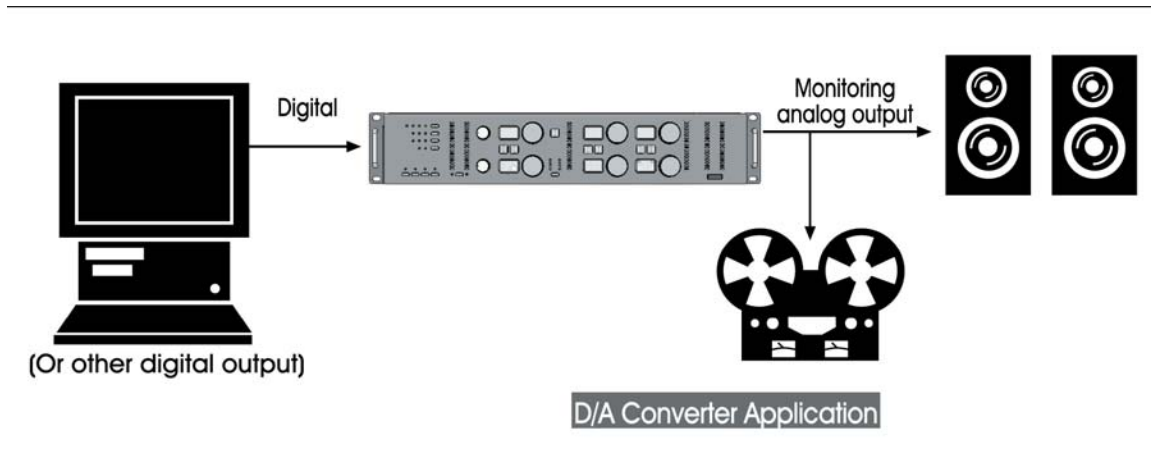 Digital
Monitoring
analog output
(Or other digital output)
D/A Converter Application